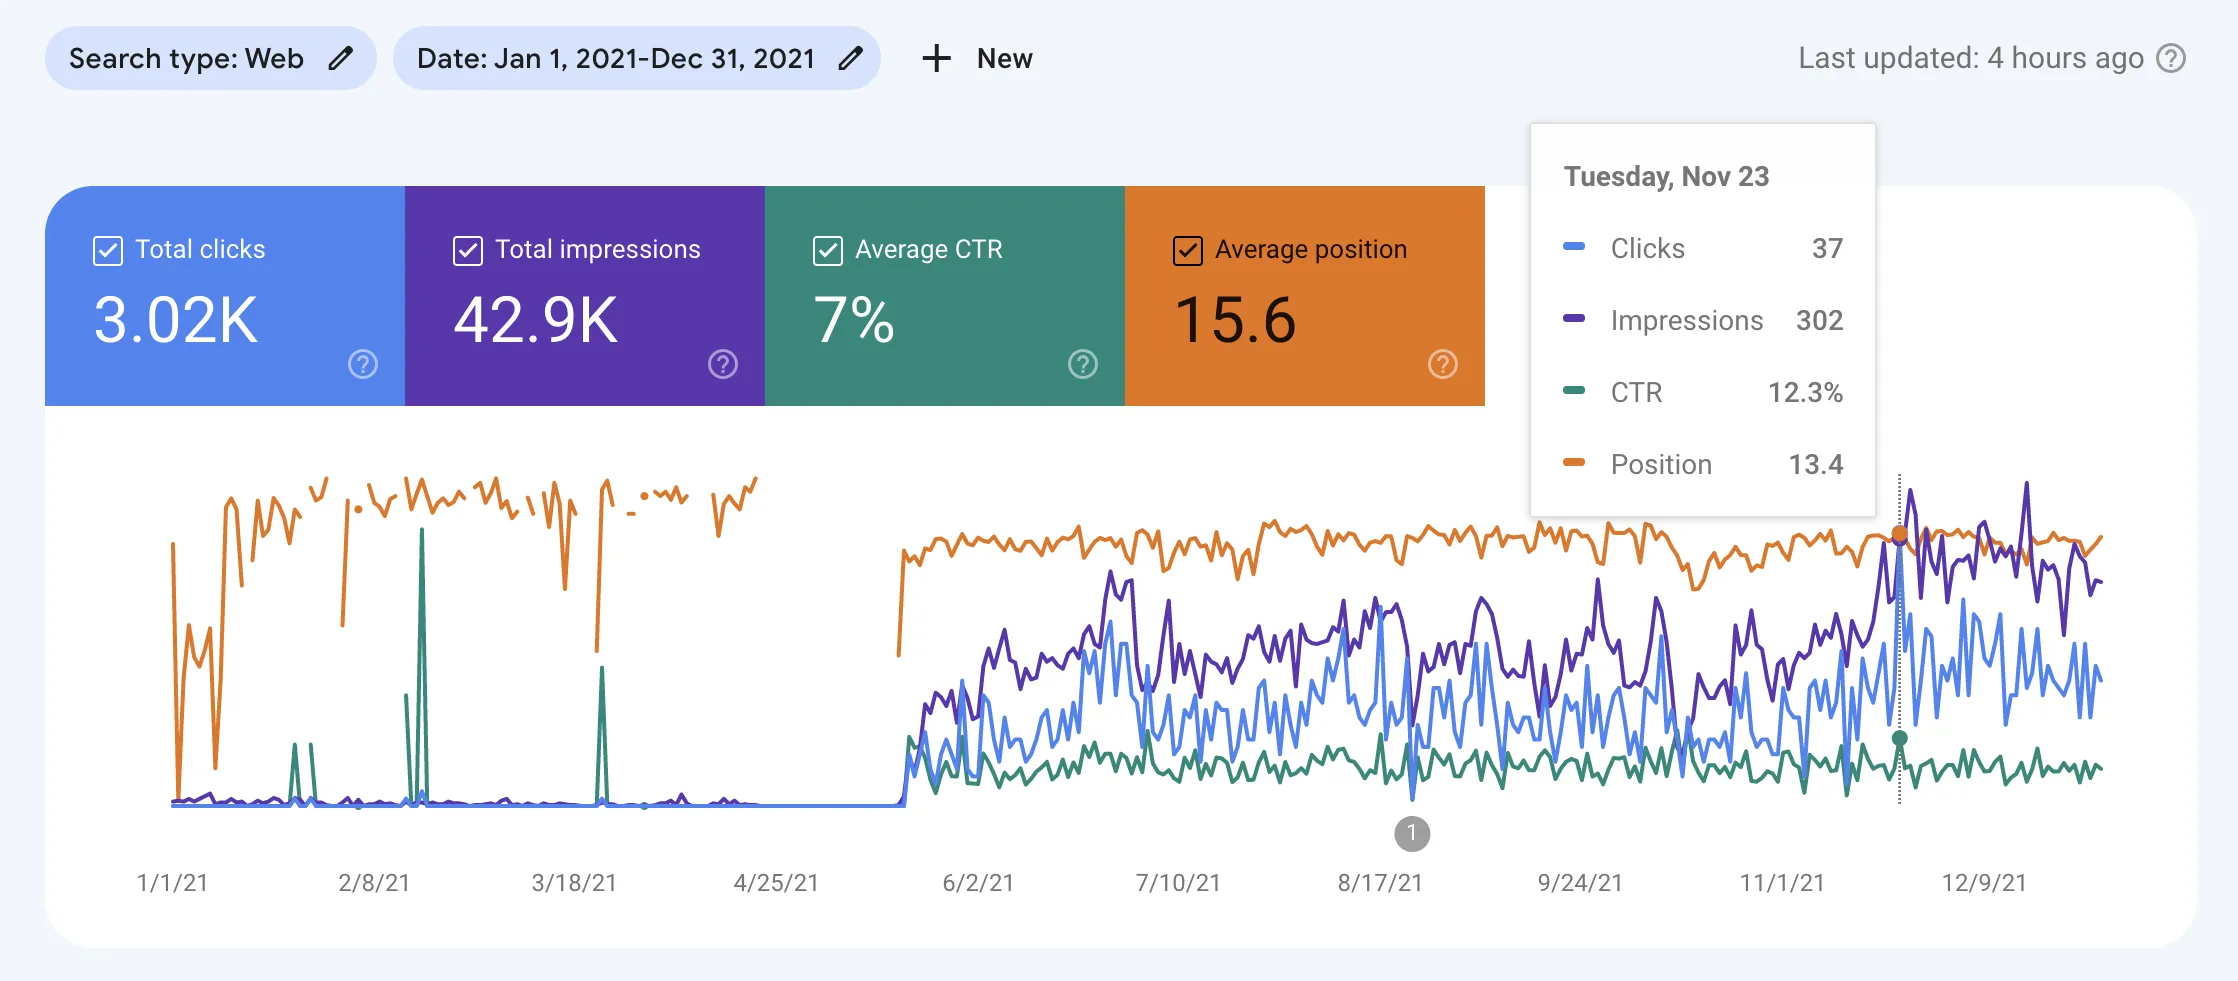 Search type: Web
Date: Jan 1, 2021-Dec 31, 2021
New
Last updated: 4 hours ago
Total clicks
3.02K
Total impressions
42.9K
Average CTR
7%
Average position
15.6
Tuesday, Nov 23
Clicks 37
Impressions 302
CTR 12.3%
Position 13.4
1
1/1/21 2/8/21 3/18/21 4/25/21 6/2/21 7/10/21 8/17/21 9/24/21 11/1/21 12/9/21